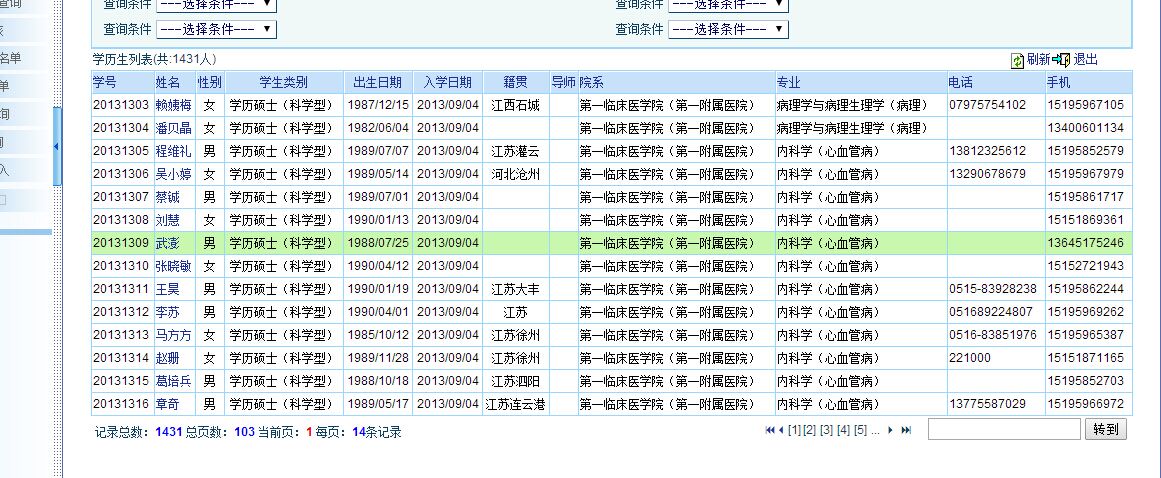 查询
查询条件 ---选择条件--- 查询条件 ---选择条件---
查询条件 ---选择条件--- 查询条件 ---选择条件---
名单
单
询
入
学历生列表(共:1431人) 刷新 退出
学号 姓名 性别 学生类别 出生日期 入学日期 籍贯 导师 院系 专业 电话 手机
20131303 赖姨梅 女 学历硕士（科学型） 1987/12/15 2013/09/04 江西石城 第一临床医学院（第一附属医院） 病理学与病理生理学（病理） 07975754102 15195967105
20131304 潘贝晶 女 学历硕士（科学型） 1982/06/04 2013/09/04 第一临床医学院（第一附属医院） 病理学与病理生理学（病理） 13400601134
20131305 程维礼 男 学历硕士（科学型） 1989/07/07 2013/09/04 江苏灌云 第一临床医学院（第一附属医院） 内科学（心血管病） 13812325612 15195852579
20131306 吴小婷 女 学历硕士（科学型） 1989/05/14 2013/09/04 河北沧州 第一临床医学院（第一附属医院） 内科学（心血管病） 13290678679 15195967979
20131307 蔡诚 男 学历硕士（科学型） 1989/07/01 2013/09/04 第一临床医学院（第一附属医院） 内科学（心血管病） 15195861717
20131308 刘慧 女 学历硕士（科学型） 1990/01/13 2013/09/04 第一临床医学院（第一附属医院） 内科学（心血管病） 15151869361
20131309 武澎 男 学历硕士（科学型） 1988/07/25 2013/09/04 第一临床医学院（第一附属医院） 内科学（心血管病） 13645175246
20131310 张晓敏 女 学历硕士（科学型） 1990/04/12 2013/09/04 第一临床医学院（第一附属医院） 内科学（心血管病） 15152721943
20131311 王昊 男 学历硕士（科学型） 1990/01/19 2013/09/04 江苏大丰 第一临床医学院（第一附属医院） 内科学（心血管病） 0515-83928238 15195862244
20131312 李苏 男 学历硕士（科学型） 1990/04/01 2013/09/04 江苏 第一临床医学院（第一附属医院） 内科学（心血管病） 051689224807 15195969262
20131313 马方方 女 学历硕士（科学型） 1985/10/12 2013/09/04 江苏徐州 第一临床医学院（第一附属医院） 内科学（心血管病） 0516-83851976 15195965387
20131314 赵珊 女 学历硕士（科学型） 1989/11/28 2013/09/04 江苏徐州 第一临床医学院（第一附属医院） 内科学（心血管病） 221000 15151871165
20131315 葛培兵 男 学历硕士（科学型） 1988/10/18 2013/09/04 江苏泗阳 第一临床医学院（第一附属医院） 内科学（心血管病） 15195852703
20131316 章奇 男 学历硕士（科学型） 1989/05/17 2013/09/04 江苏连云港 第一临床医学院（第一附属医院） 内科学（心血管病） 13775587029 15195966972
记录总数：1431 总页数：103 当前页：1 每页：14条记录 [1] [2] [3] [4] [5] ... 转到